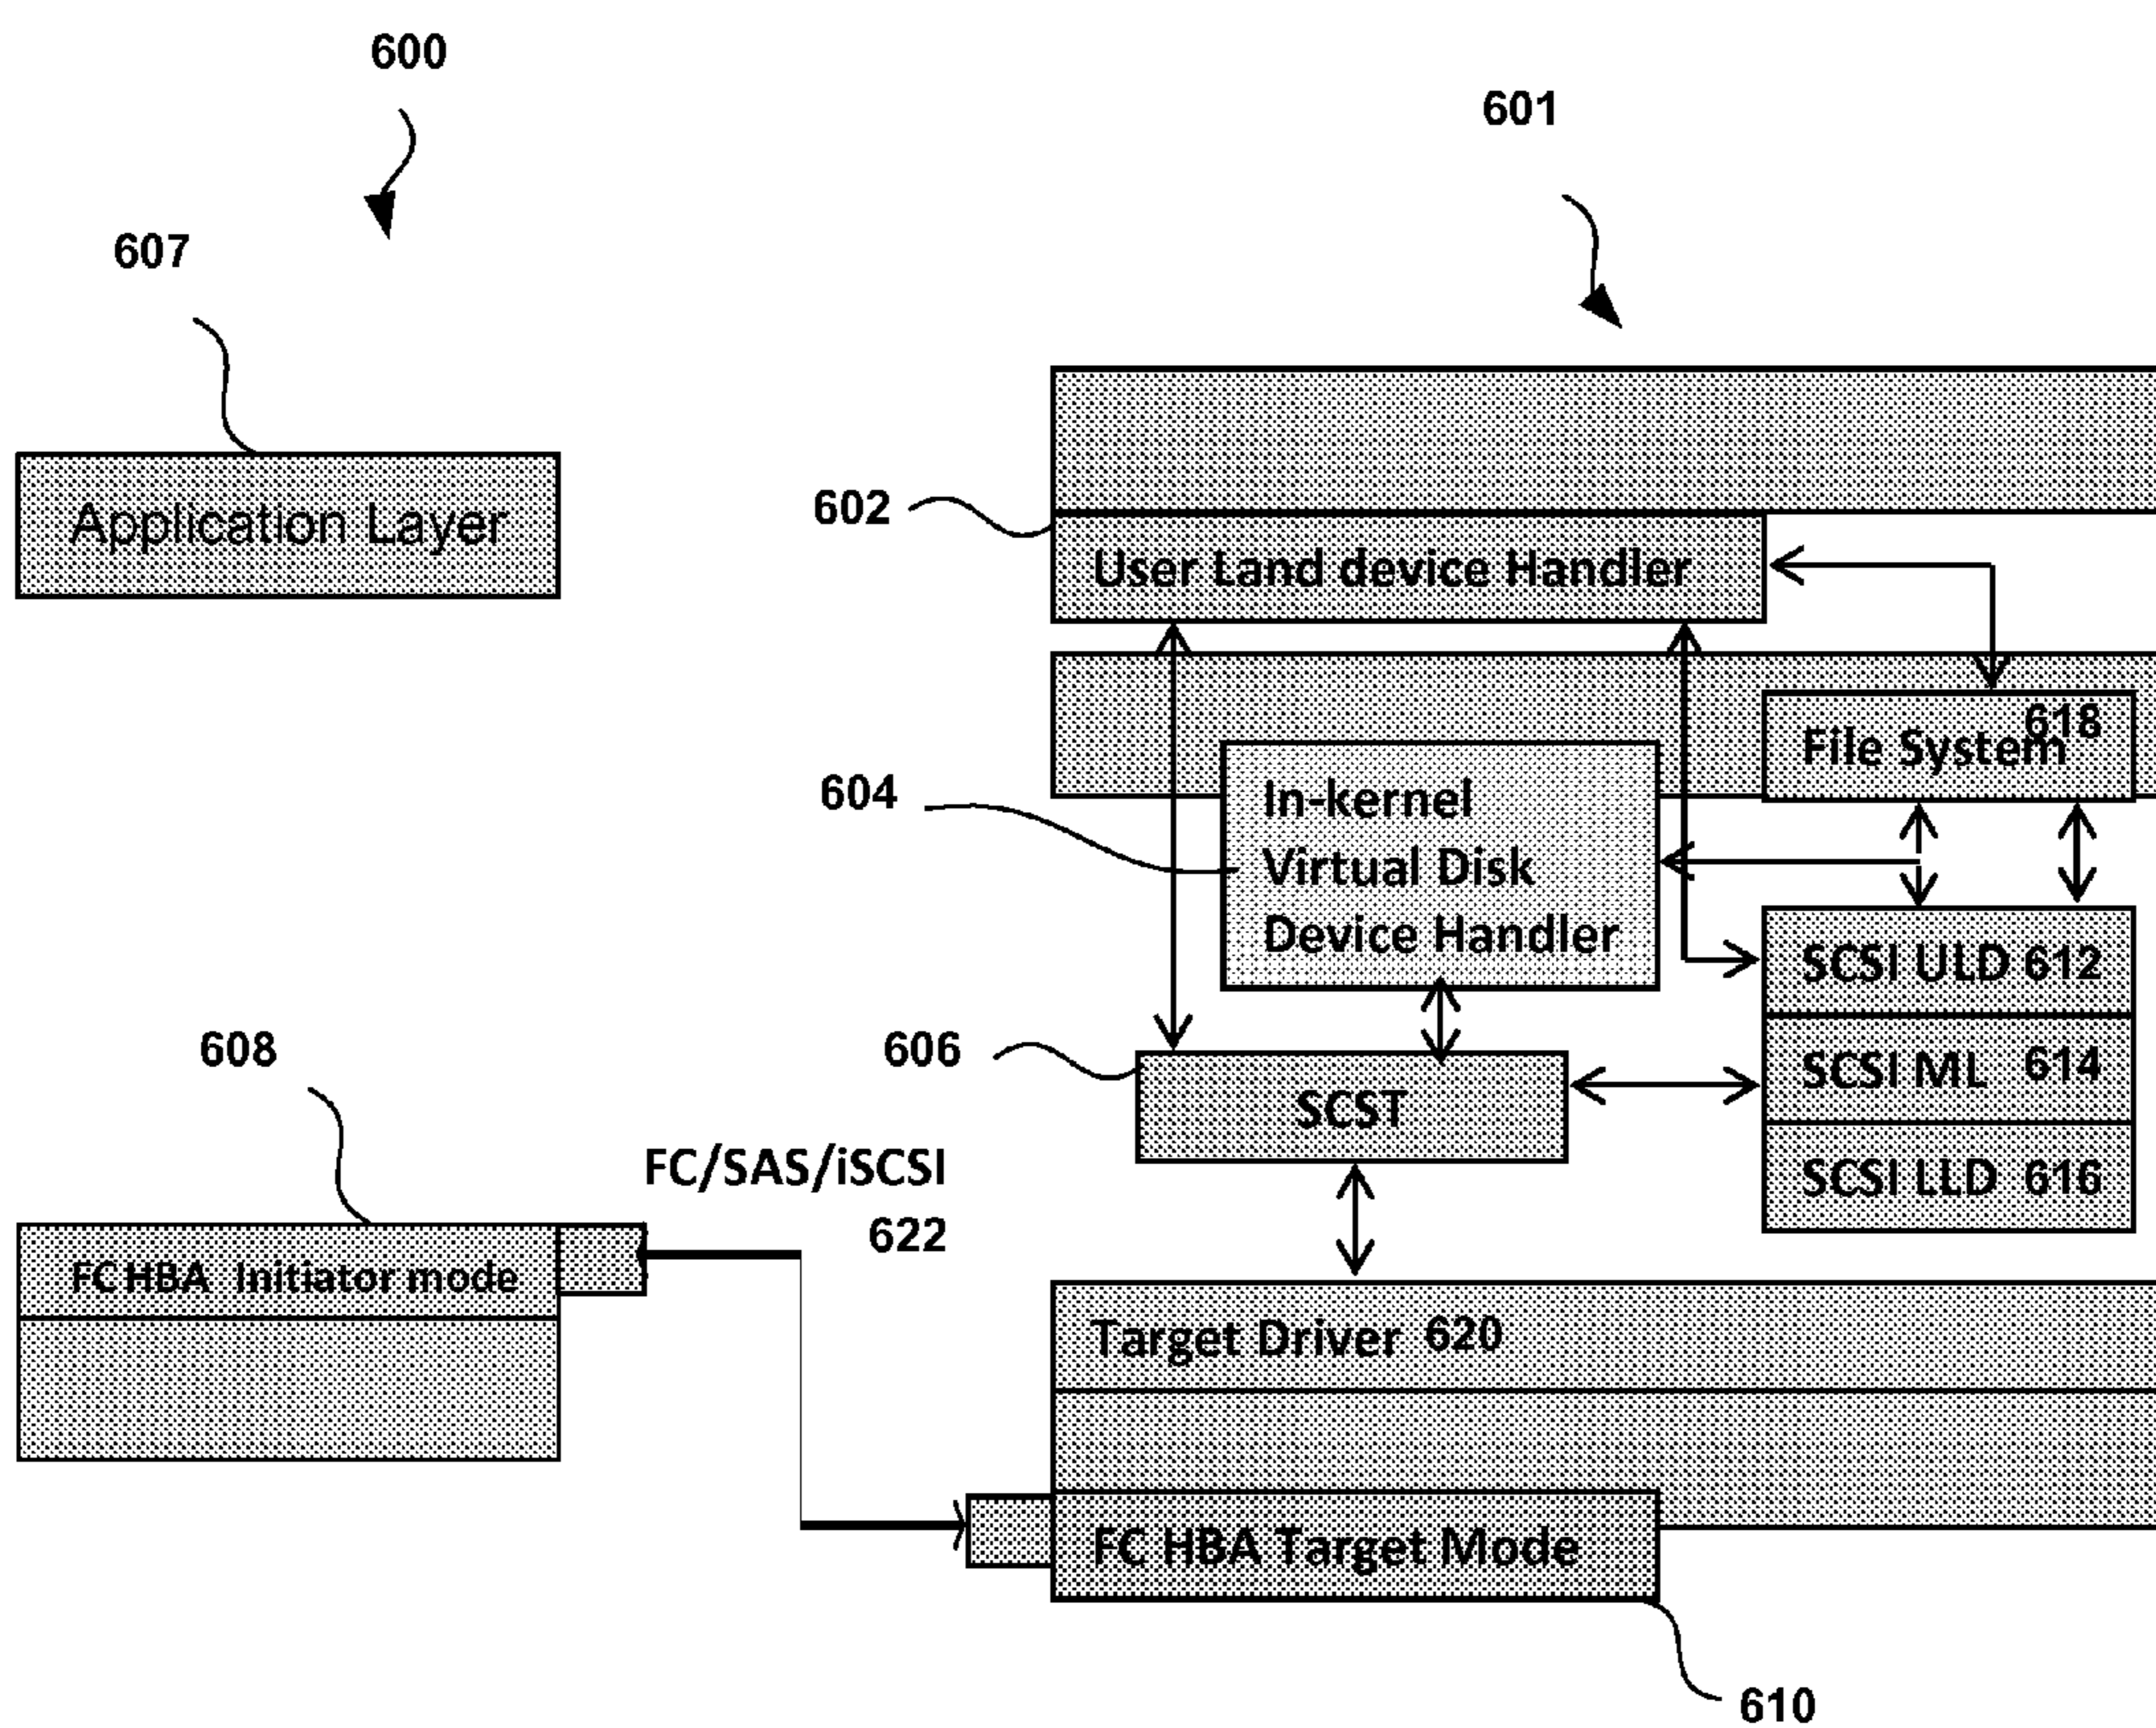 600
601
607
Application Layer
602
User Land device Handler
618
File System
604
In-kernel
Virtual Disk
Device Handler
SCSI ULD 612
608
606
SCSI ML 614
SCST
FC/SAS/iSCSI
622
SCSI LLD 616
FC HBA Initiator mode
Target Driver 620
FC HBA Target Mode
610